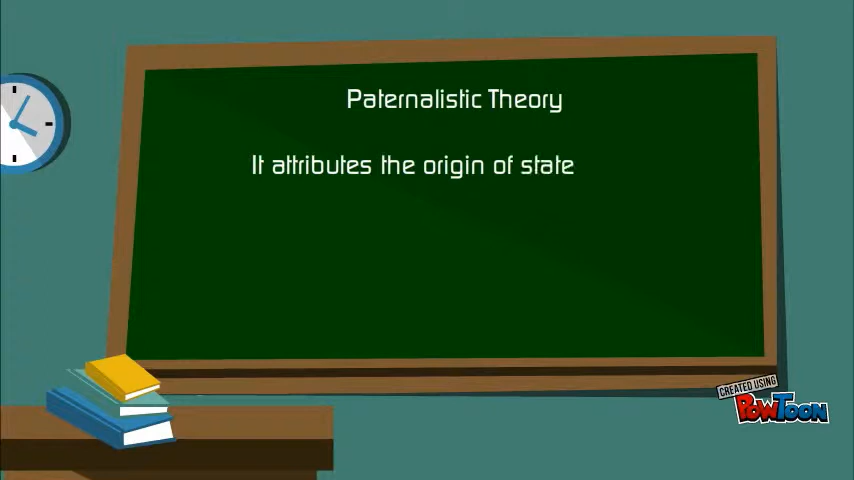 Paternalistic Theory
It attributes the origin of state
CREATED USING
POWTOON